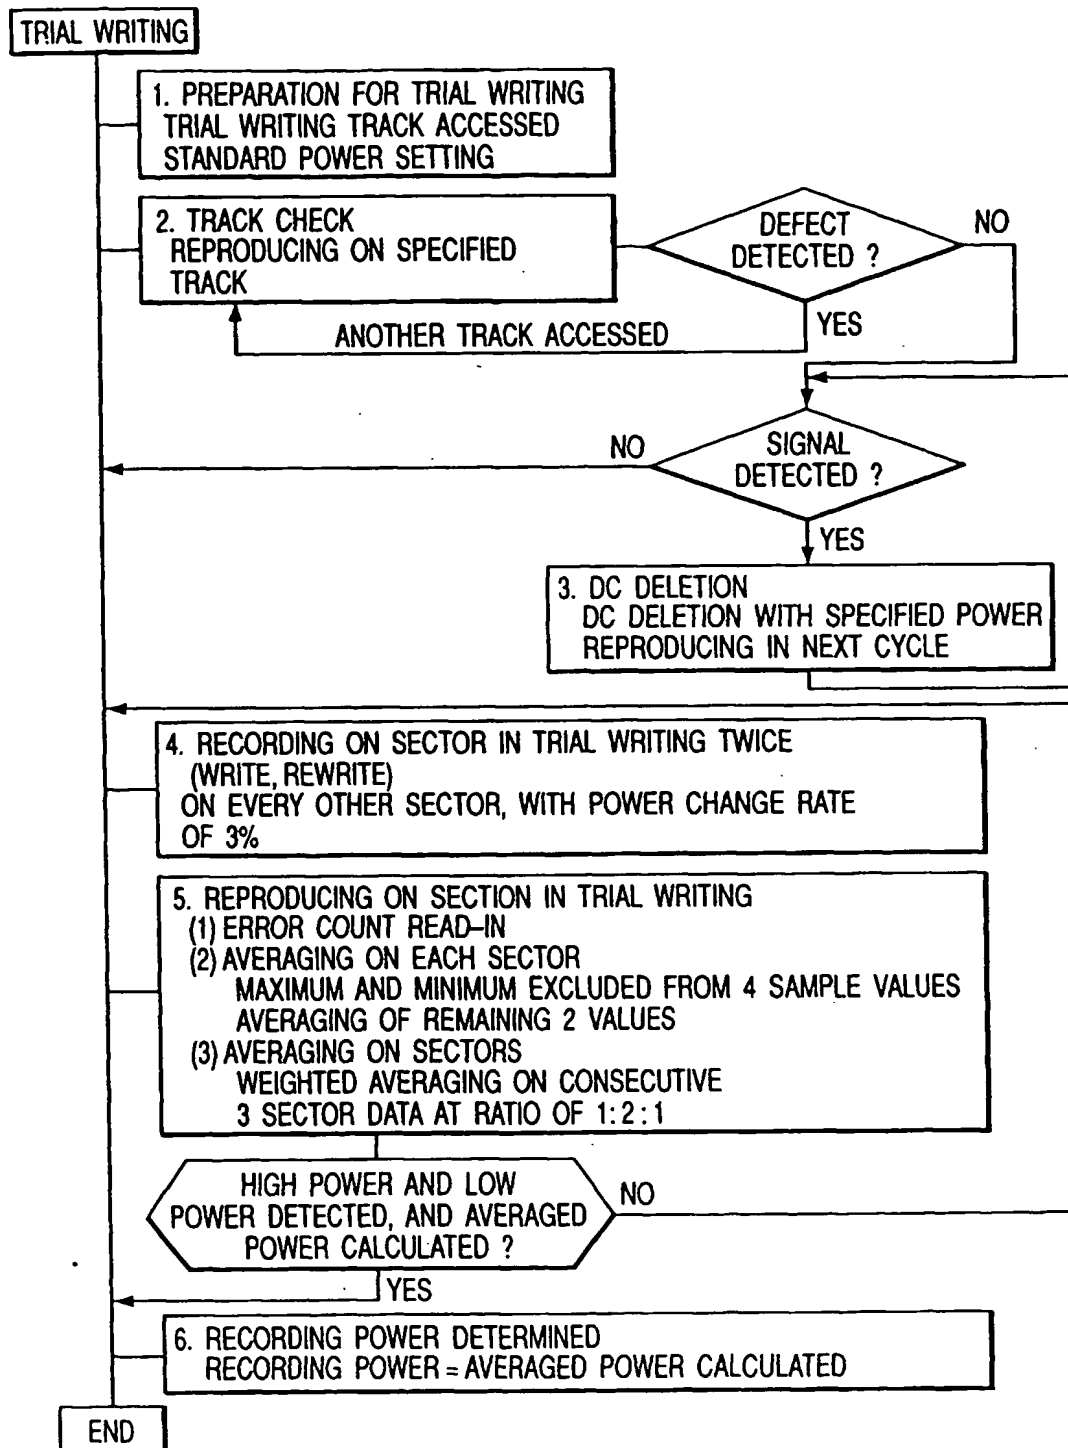 TRIAL WRITING
1. PREPARATION FOR TRIAL WRITING
TRIAL WRITING TRACK ACCESSED
STANDARD POWER SETTING
2. TRACK CHECK
REPRODUCING ON SPECIFIED
TRACK
DEFECT
DETECTED ?
NO
YES
ANOTHER TRACK ACCESSED
SIGNAL
DETECTED ?
NO
YES
3. DC DELETION
DC DELETION WITH SPECIFIED POWER
REPRODUCING IN NEXT CYCLE
4. RECORDING ON SECTOR IN TRIAL WRITING TWICE
(WRITE, REWRITE)
ON EVERY OTHER SECTOR, WITH POWER CHANGE RATE
OF 3%
5. REPRODUCING ON SECTION IN TRIAL WRITING
(1) ERROR COUNT READ-IN
(2) AVERAGING ON EACH SECTOR
MAXIMUM AND MINIMUM EXCLUDED FROM 4 SAMPLE VALUES
AVERAGING OF REMAINING 2 VALUES
(3) AVERAGING ON SECTORS
WEIGHTED AVERAGING ON CONSECUTIVE
3 SECTOR DATA AT RATIO OF 1:2:1
HIGH POWER AND LOW
POWER DETECTED, AND AVERAGED
POWER CALCULATED ?
NO
YES
6. RECORDING POWER DETERMINED
RECORDING POWER = AVERAGED POWER CALCULATED
END